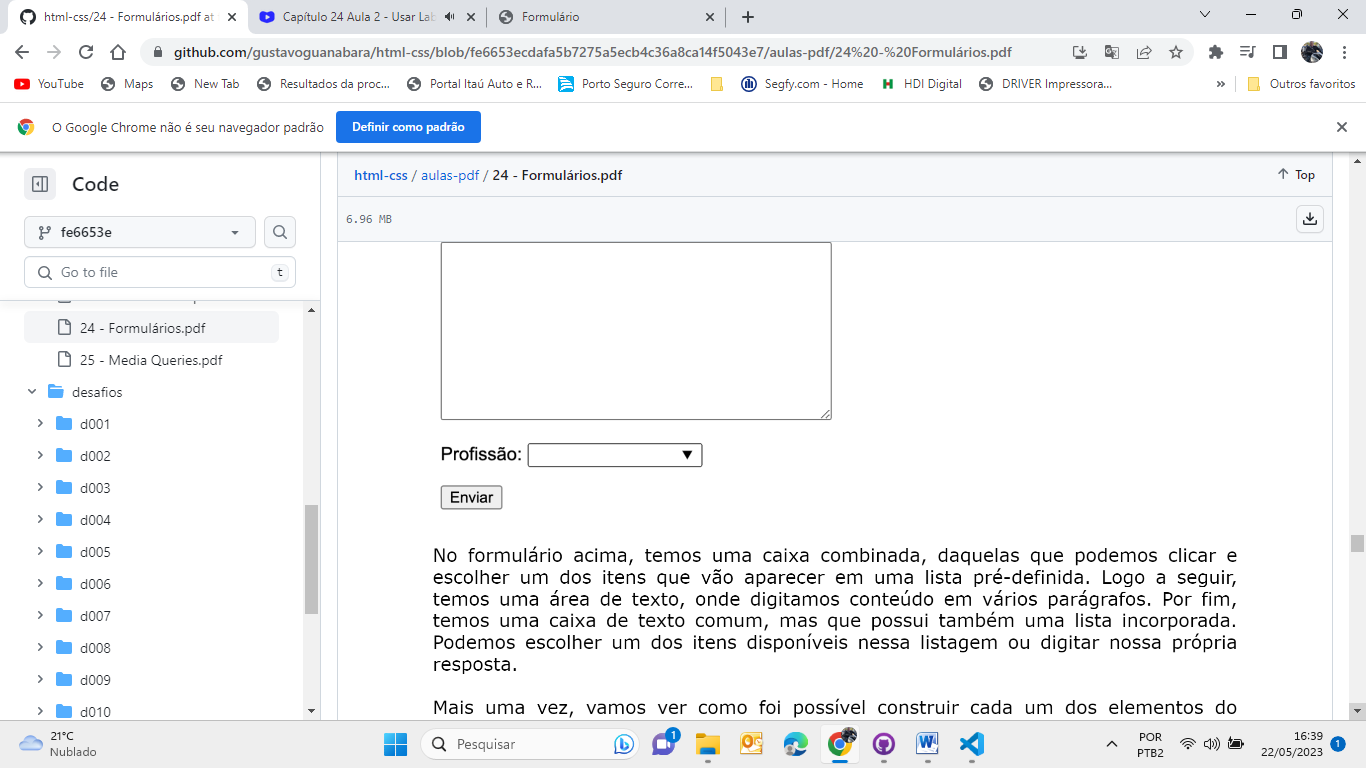 html-css/24 - Formulários.pdf at
Capítulo 24 Aula 2 - Usar Lab
Formulário
github.com/gustavoguanabara/html-css/blob/fe6653ecdafa5b7275a5ecb4c36a8ca14f5043e7/aulas-pdf/24%20-%20Formulários.pdf
YouTube
Maps
New Tab
Resultados da proc...
Portal Itaú Auto e R...
Porto Seguro Corre...
Segfy.com - Home
HDI Digital
DRIVER Impressora...
»
Outros favoritos
O Google Chrome não é seu navegador padrão
Definir como padrão
Code
html-css / aulas-pdf / 24 - Formulários.pdf
Top
fe6653e
6.96 MB
Go to file
t
24 - Formulários.pdf
25 - Media Queries.pdf
desafios
d001
d002
d003
d004
d005
d006
d007
d008
d009
d010
Profissão:
Enviar
No formulário acima, temos uma caixa combinada, daquelas que podemos clicar e
escolher um dos itens que vão aparecer em uma lista pré-definida. Logo a seguir,
temos uma área de texto, onde digitamos conteúdo em vários parágrafos. Por fim,
temos uma caixa de texto comum, mas que possui também uma lista incorporada.
Podemos escolher um dos itens disponíveis nessa listagem ou digitar nossa própria
resposta.
Mais uma vez, vamos ver como foi possível construir cada um dos elementos do
21°C
Nublado
Pesquisar
1
POR
PTB2
16:39
22/05/2023
1